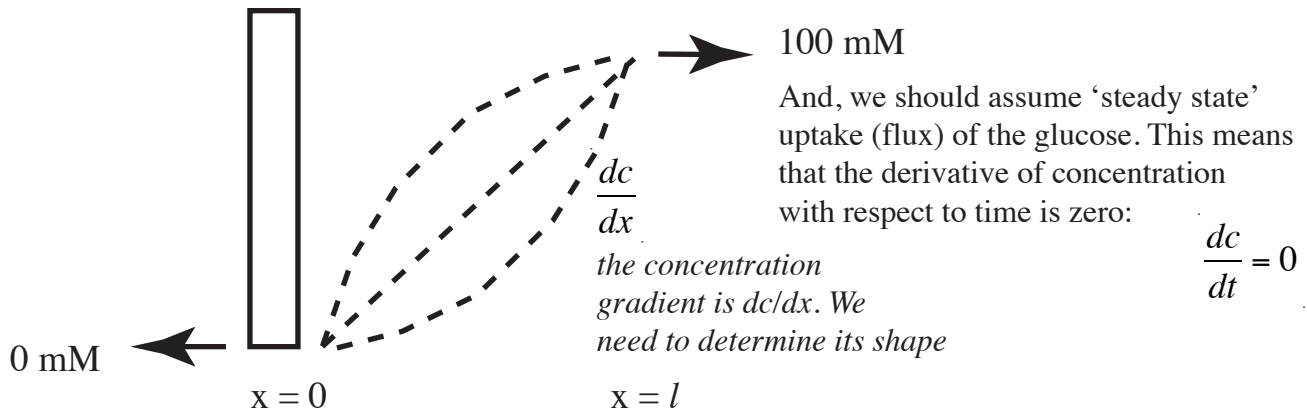 100 mM
And, we should assume ‘steady state’
uptake (flux) of the glucose. This means
that the derivative of concentration
with respect to time is zero:
dc/dt = 0
dc/dx
the concentration
gradient is dc/dx. We
need to determine its shape
0 mM
x = 0
x = l